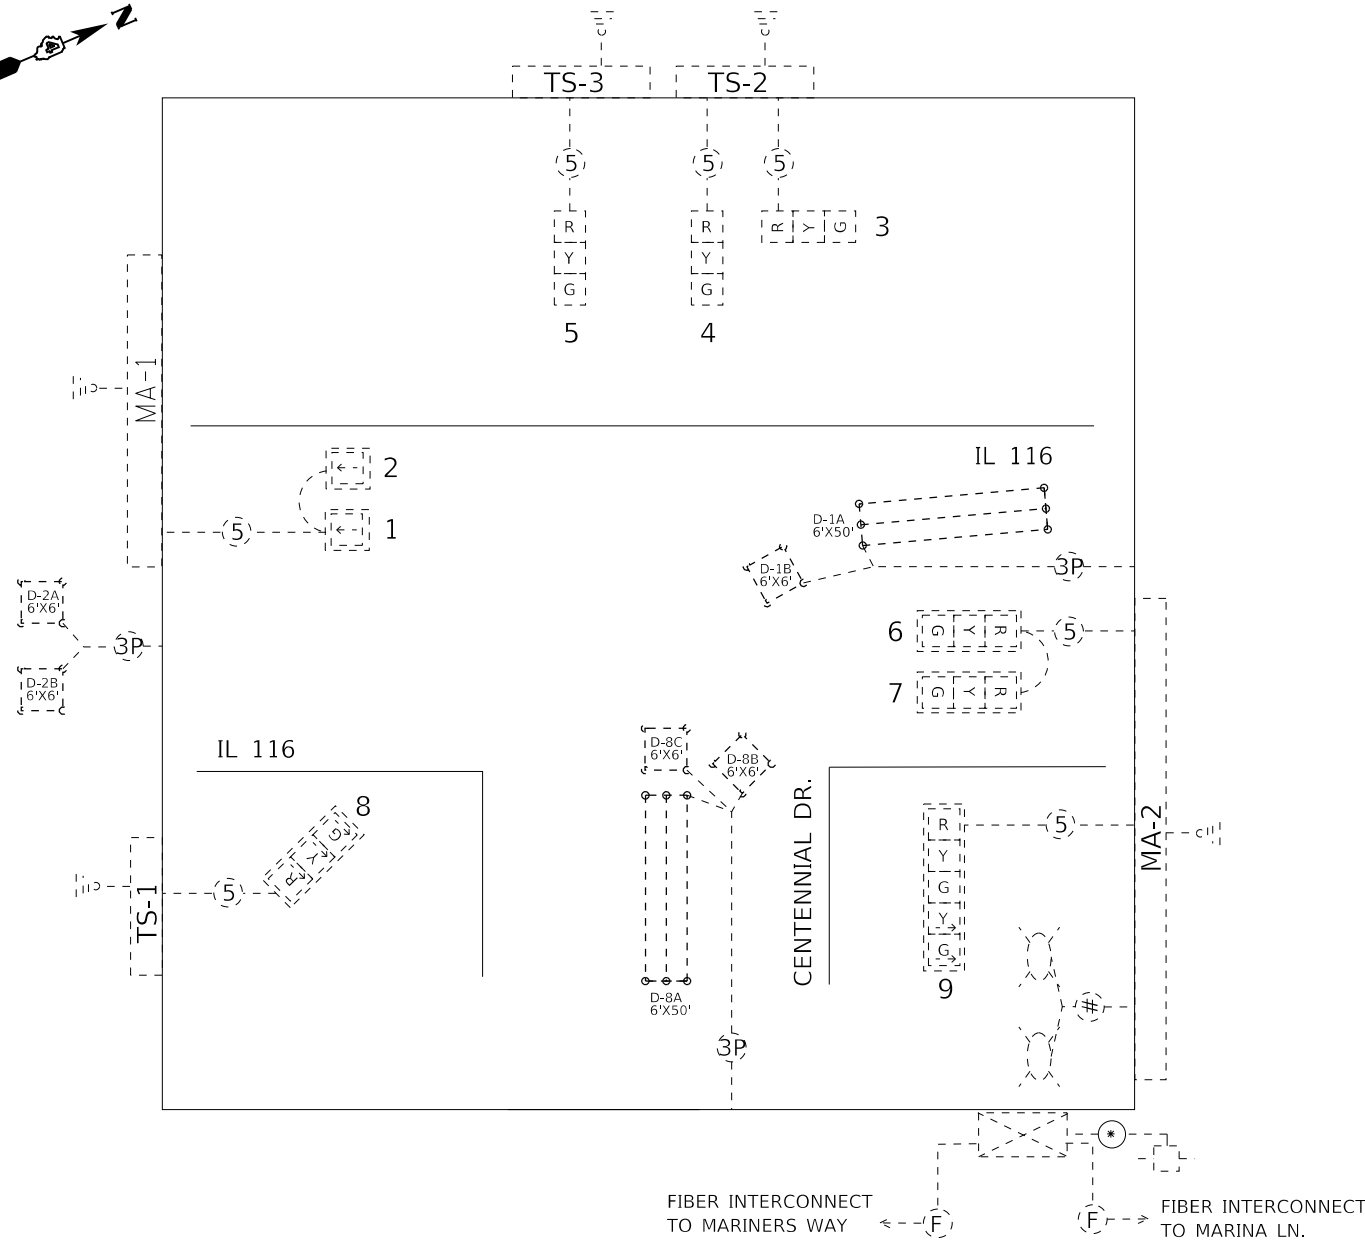 N
TS-3
TS-2
5
5
5
R
Y
G
5
R
Y
G
4
R Y G
3
MA-1
2
1
5
IL 116
D-1A
6'X50'
D-1B
6'X6'
3P
D-2A
6'X6'
3P
D-2B
6'X6'
6
G Y R
5
7
G Y R
IL 116
D-8C
6'X6'
D-8B
6'X6'
CENTENNIAL DR.
8
R Y G
TS-1
5
R
Y
G
Y
G
9
5
MA-2
D-8A
6'X50'
3P
#
*
FIBER INTERCONNECT
TO MARINERS WAY
F
F
FIBER INTERCONNECT
TO MARINA LN.